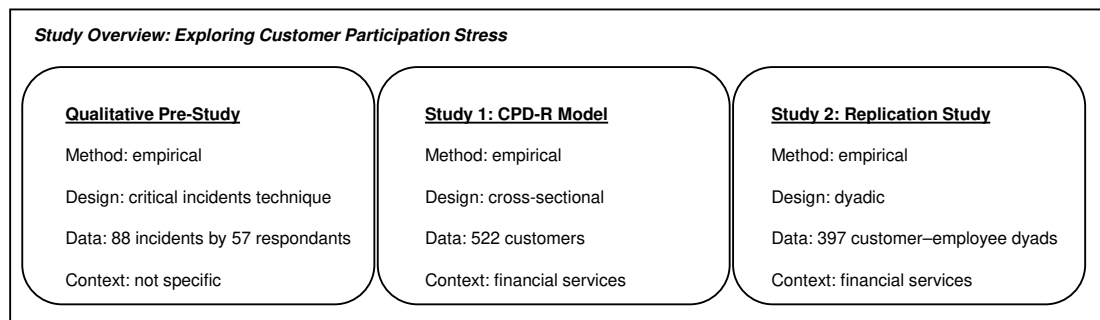 Study Overview: Exploring Customer Participation Stress
Qualitative Pre-Study
Method: empirical
Design: critical incidents technique
Data: 88 incidents by 57 respondants
Context: not specific
Study 1: CPD-R Model
Method: empirical
Design: cross-sectional
Data: 522 customers
Context: financial services
Study 2: Replication Study
Method: empirical
Design: dyadic
Data: 397 customer–employee dyads
Context: financial services